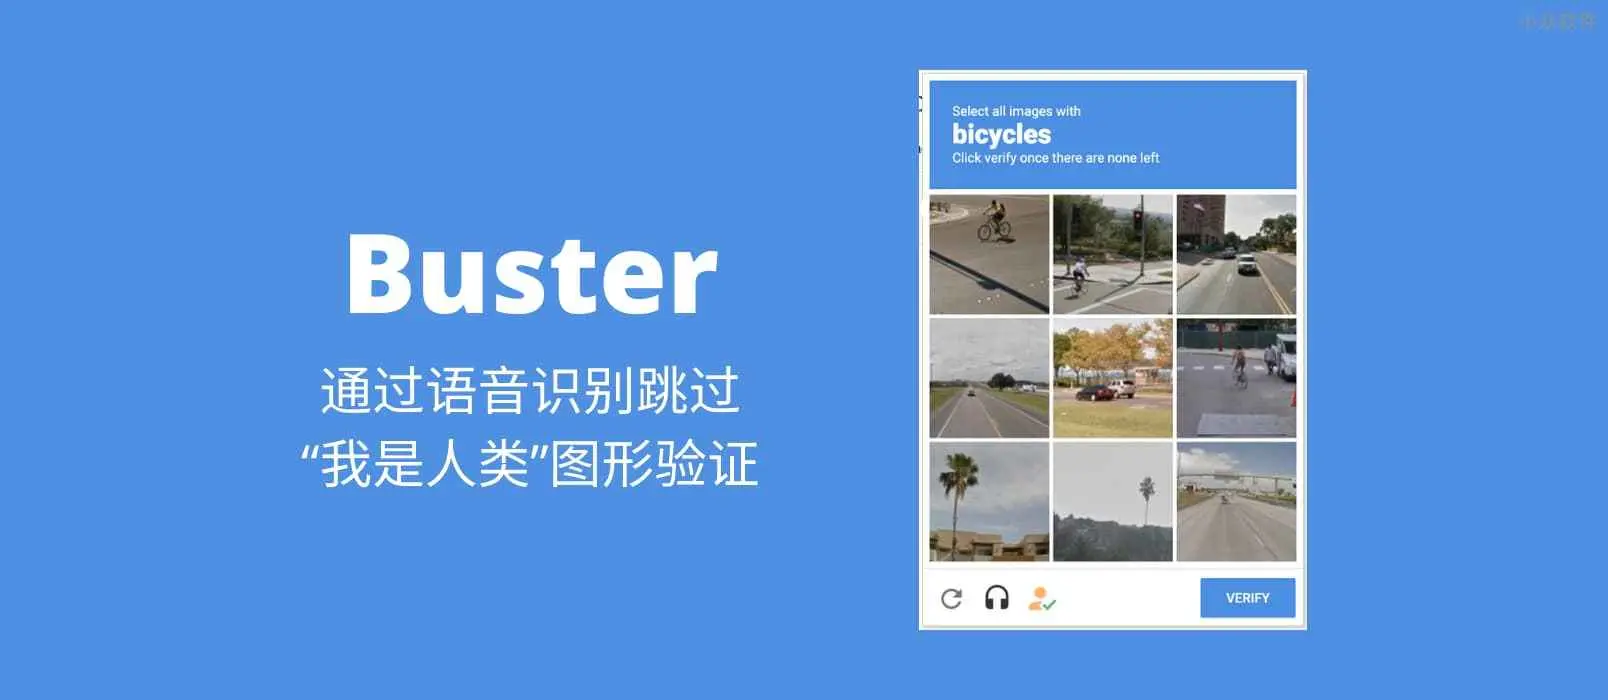 Buster
通过语音识别跳过
“我是人类”图形验证
Select all images with
bicycles
Click verify once there are none left
VERIFY